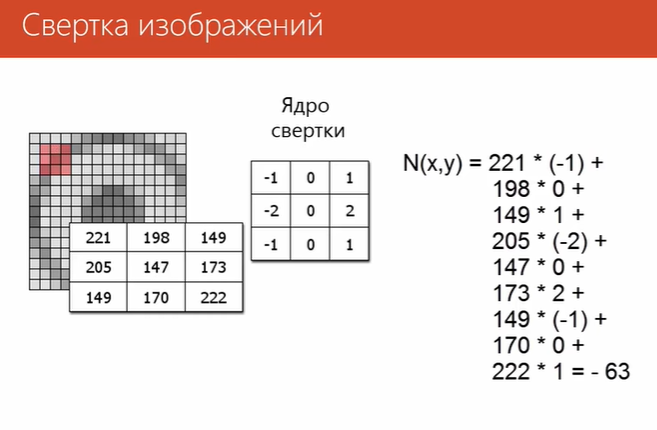 Свертка изображений
Ядро
свертки
-1 0 1
-2 0 2
-1 0 1
221 198 149
205 147 173
149 170 222
N(x,y) = 221 * (-1) +
198 * 0 +
149 * 1 +
205 * (-2) +
147 * 0 +
173 * 2 +
149 * (-1) +
170 * 0 +
222 * 1 = - 63